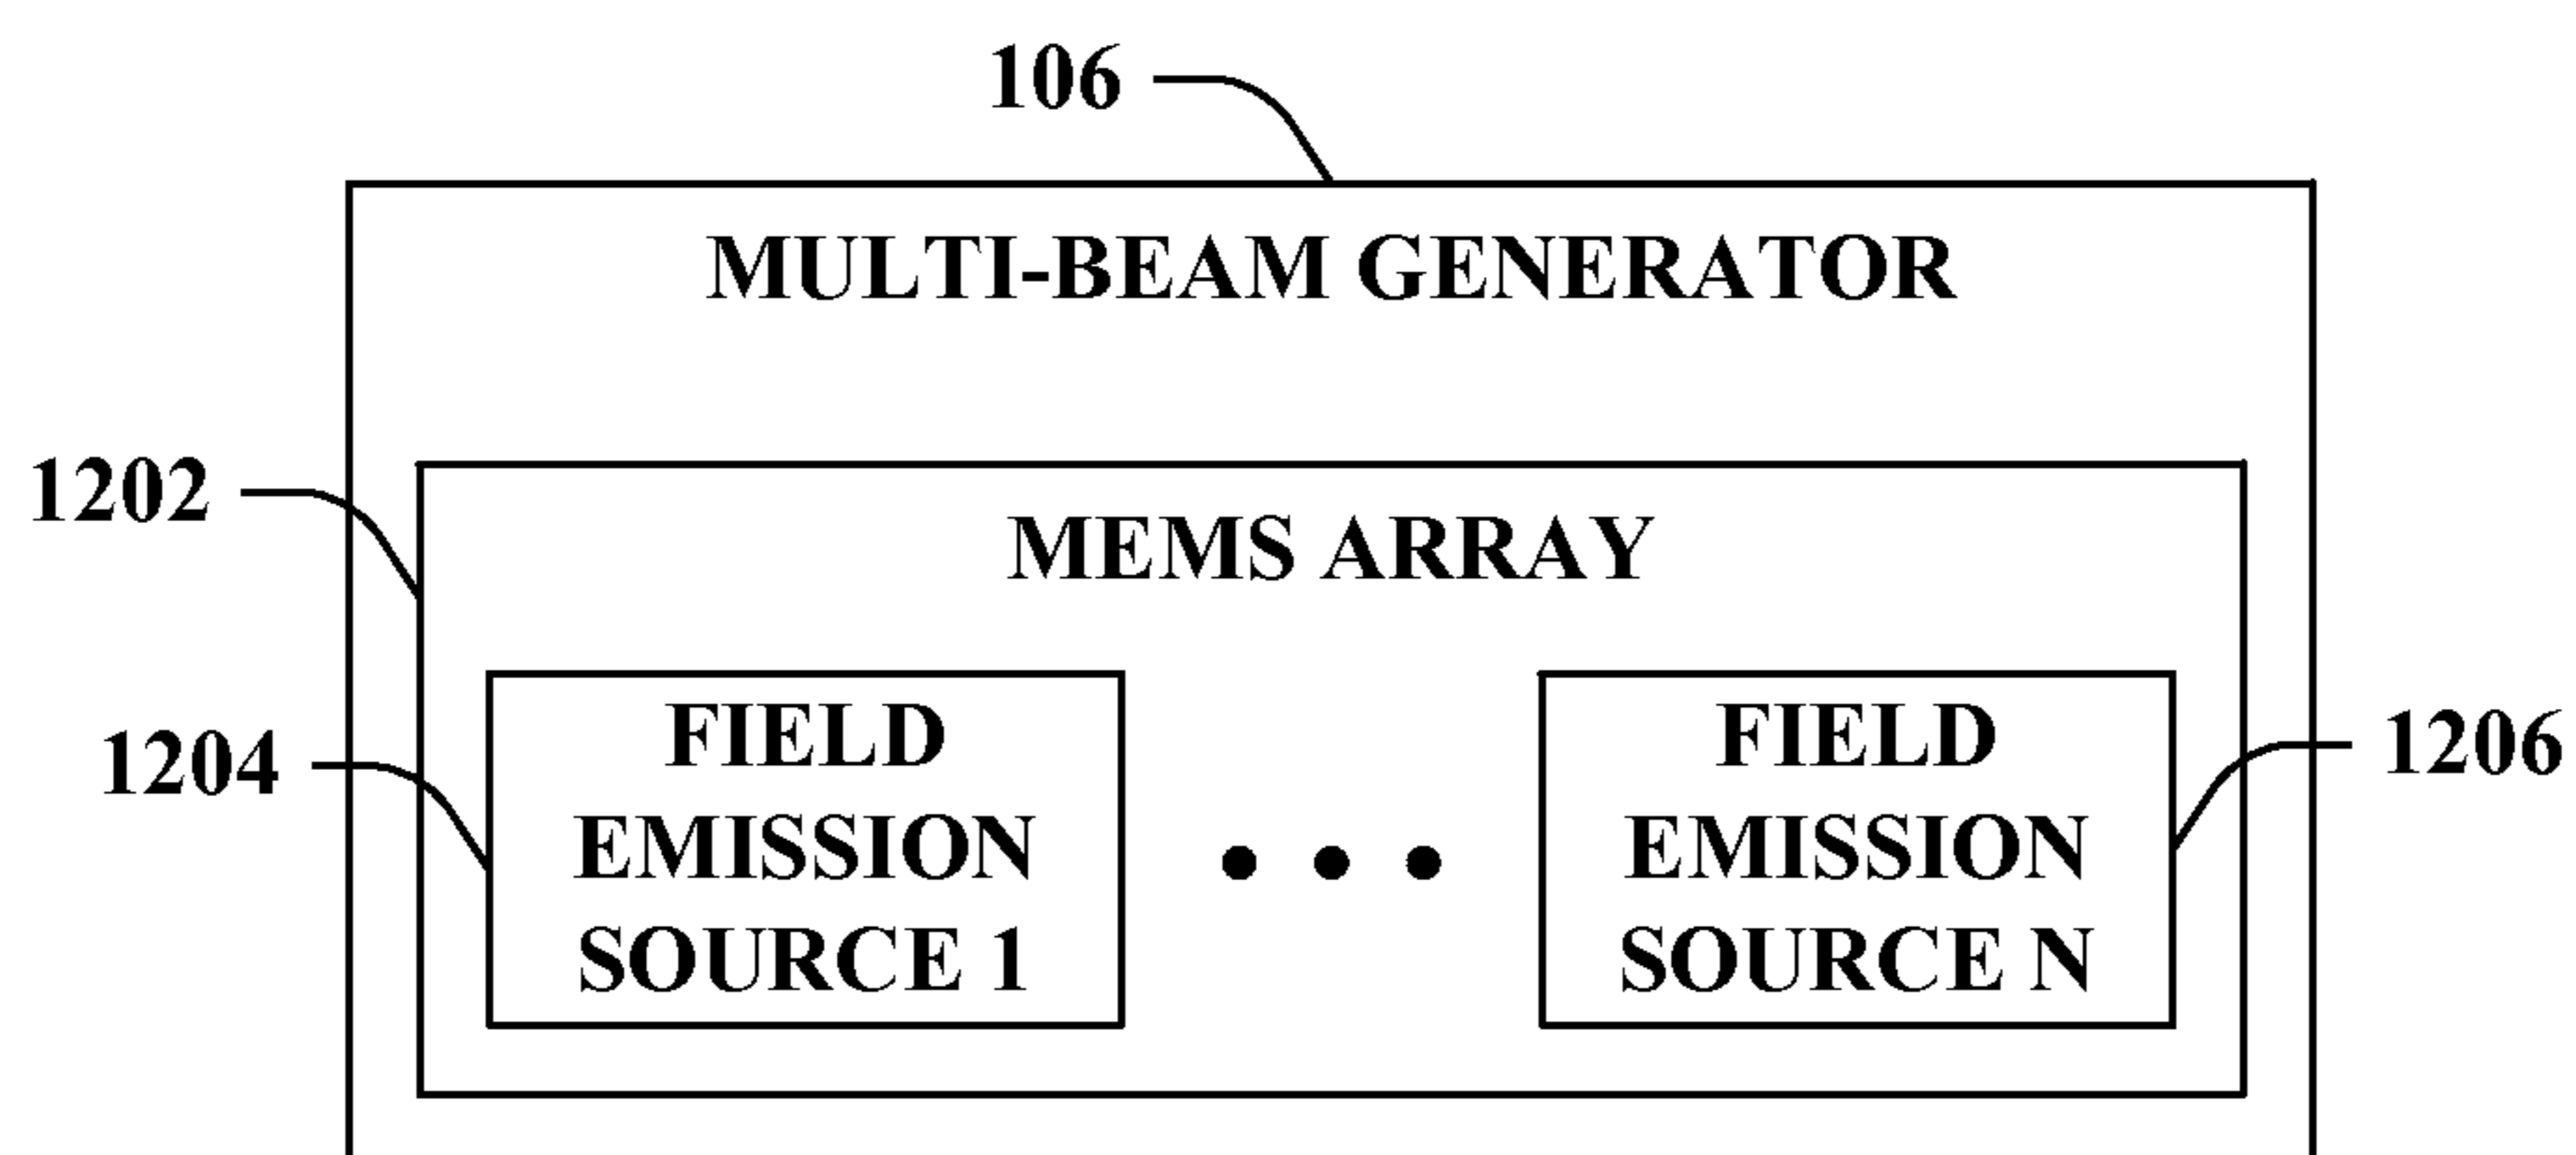 106
MULTI-BEAM GENERATOR
1202
MEMS ARRAY
1204
FIELD
EMISSION
SOURCE 1
FIELD
EMISSION
SOURCE N
1206